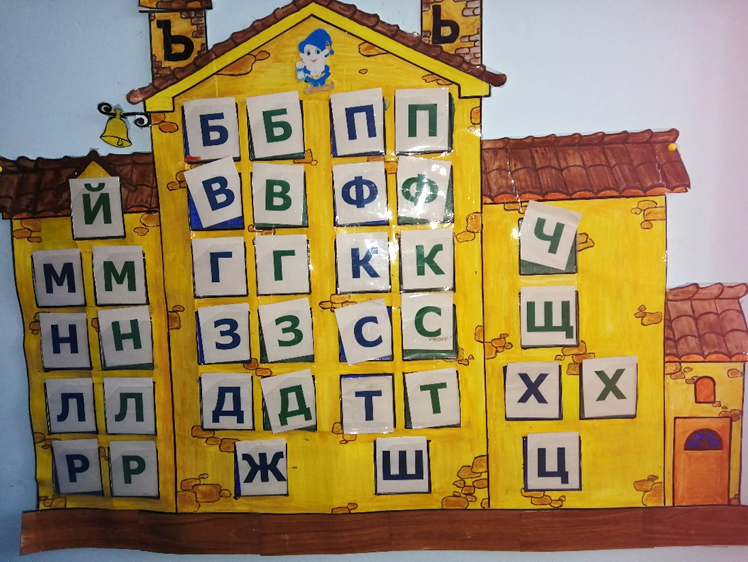 Ъ Ь
Б Б П П
Й В В Ф Ф Ч
М М Г Г К К
Н Н З З С С Щ
Л Л Д Д Т Т Х Х
Р Р Ж Ш Ц